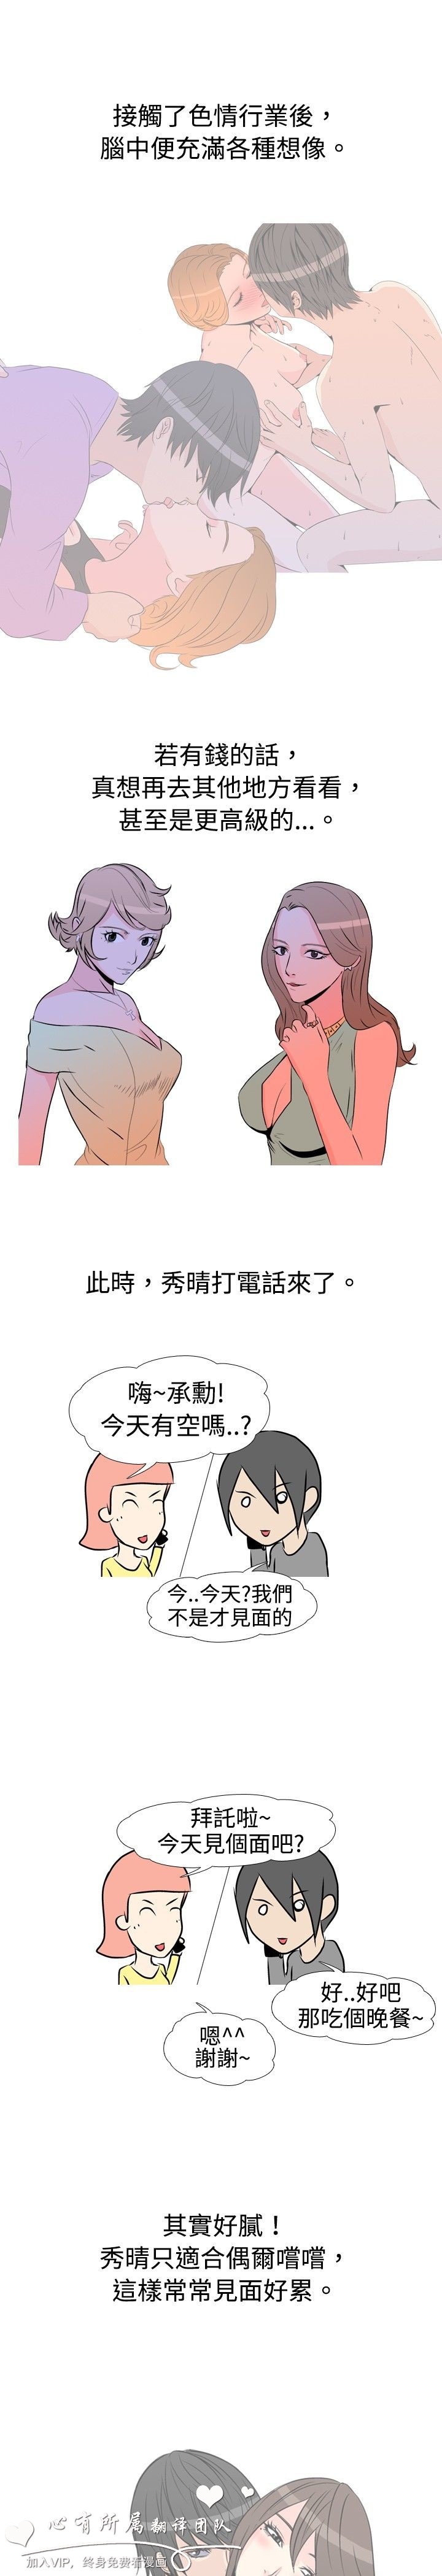 接觸了色情行業後，
腦中便充滿各種想像。
若有錢的話，
真想再去其他地方看看，
甚至是更高級的...。
此時，秀晴打電話來了。
嗨~承勳!
今天有空嗎..?
今..今天?我們
不是才見面的
拜託啦~
今天見個面吧?
好..好吧
那吃個晚餐~
嗯^^
謝謝~
其實好膩！
秀晴只適合偶爾嚐嚐，
這樣常常見面好累。
心有所属翻译团队
加入VIP，终身免费看漫画